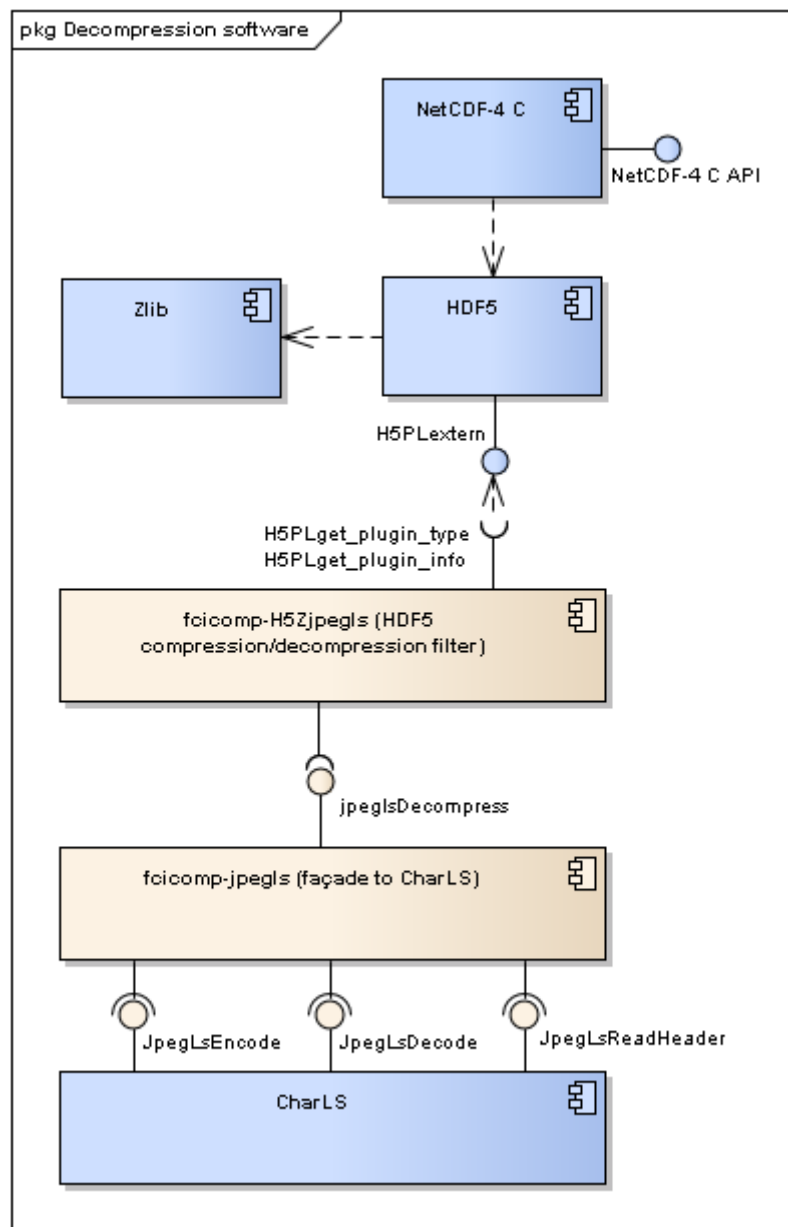 pkg Decompression software
NetCDF-4 C
NetCDF-4 C API
Zlib
HDF5
H5PLextern
H5PLget_plugin_type
H5PLget_plugin_info
fcicomp-H5Zjpegls (HDF5
compression/decompression filter)
jpeglsDecompress
fcicomp-jpegls (façade to CharLS)
JpegLsEncode
JpegLsDecode
JpegLsReadHeader
CharLS